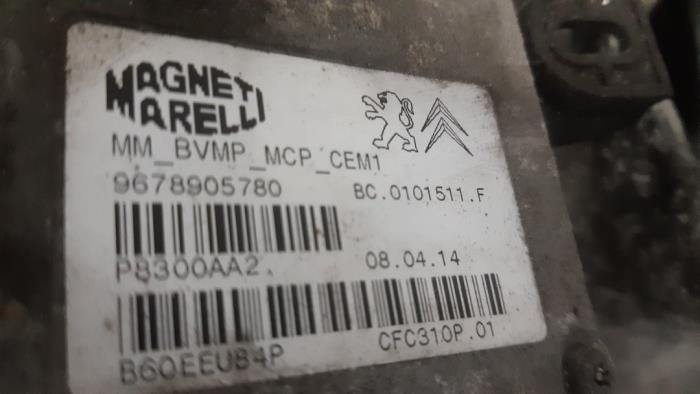 MAGNETI
MARELLI
MM_BVMP_MCP_CEM1
9678905780 BC.0101511.F
P8300AA2. 08.04.14
B60EEU84P CFC310P.01